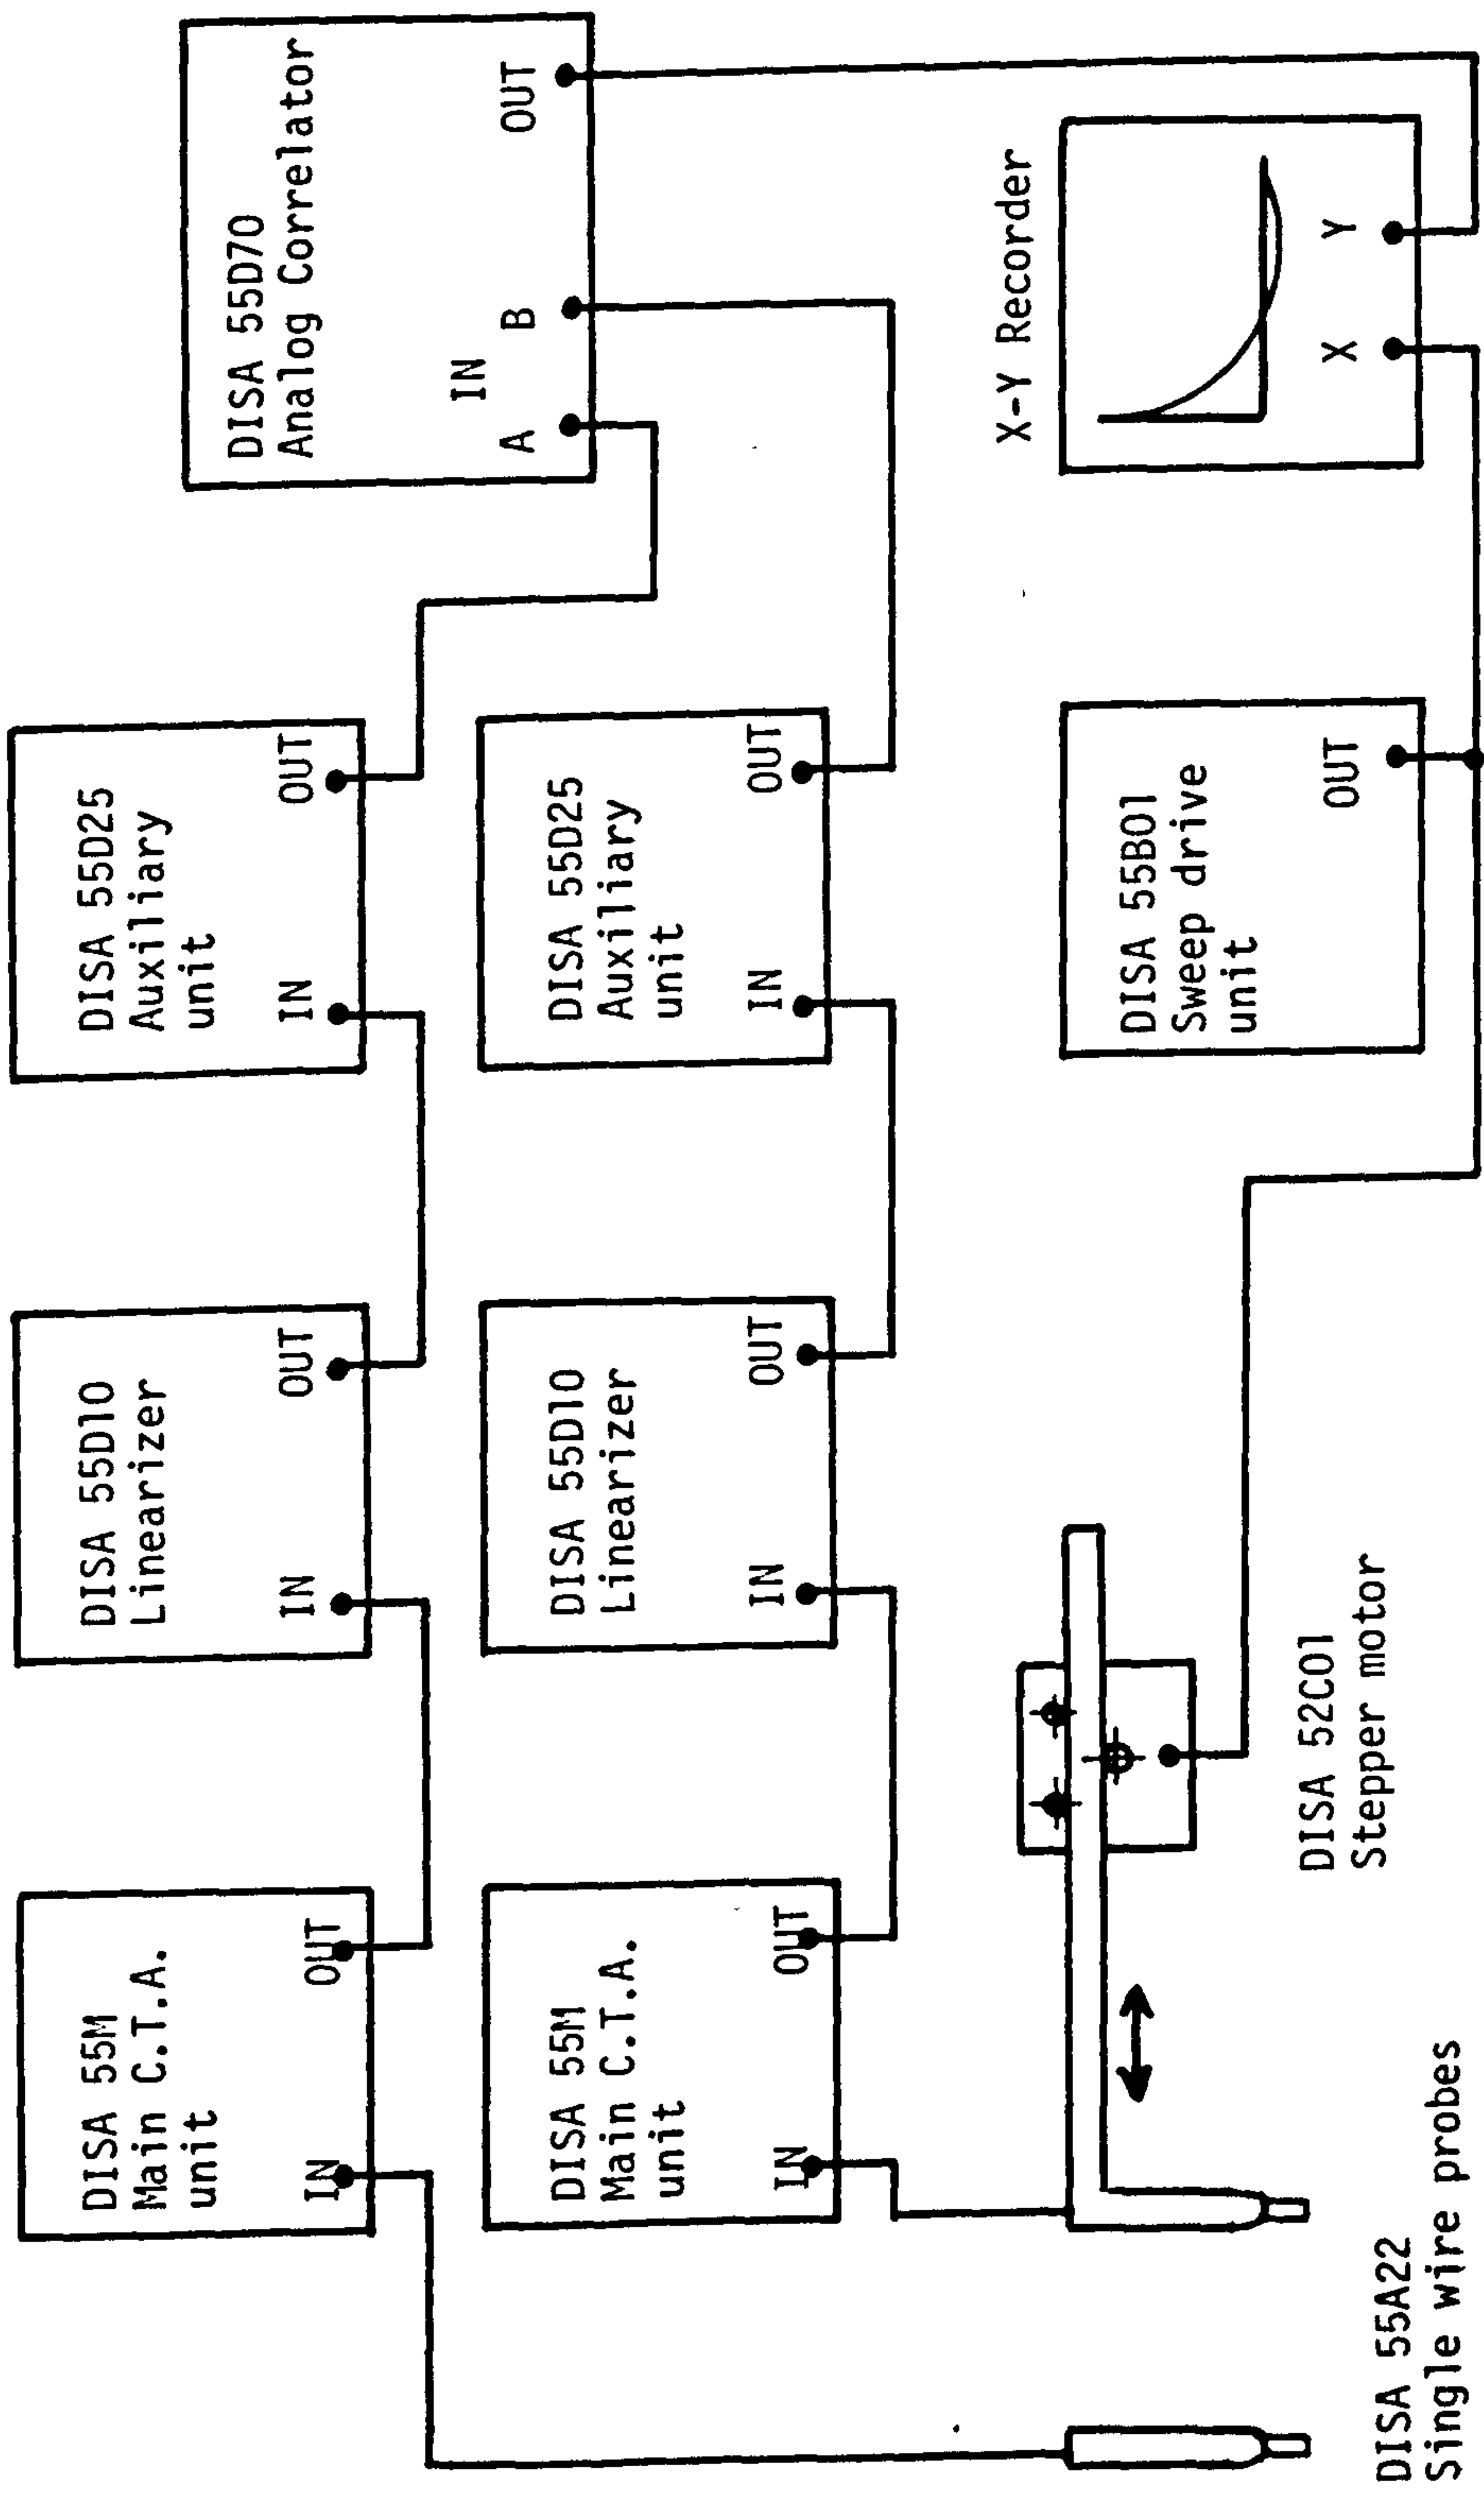 DISA 55M
Main C.T.A.
unit
IN
OUT
DISA 55D10
Linearizer
IN
OUT
DISA 55D25
Auxiliary
unit
IN
OUT
DISA 55D70
Analog Correlator
IN
A
B
OUT
DISA 55M
Main C.T.A.
unit
IN
OUT
DISA 55D10
Linearizer
IN
OUT
DISA 55D25
Auxiliary
unit
IN
OUT
X-Y Recorder
X
Y
DISA 55B01
Sweep drive
unit
OUT
DISA 52C01
Stepper motor
DISA 55A22
Single wire probes